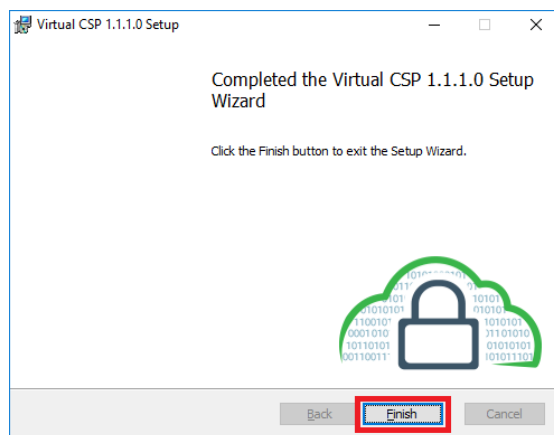 Virtual CSP 1.1.1.0 Setup
Completed the Virtual CSP 1.1.1.0 Setup
Wizard
Click the Finish button to exit the Setup Wizard.
Back Finish Cancel